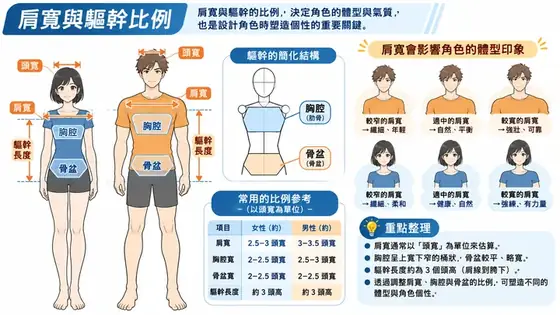 肩寬與軀幹比例
肩寬與軀幹的比例，決定角色的體型與氣質，
也是設計角色時塑造個性的重要關鍵。
頭寬
肩寬
胸腔
骨盆
軀幹
長度
頭寬
肩寬
胸腔
骨盆
軀幹
長度
軀幹的簡化結構
胸腔
(肋骨)
骨盆
(骨盆)
常用的比例參考
（以頭寬為單位）
項目 女性 (約) 男性 (約)
肩寬 2.5–3 頭寬 3–3.5 頭寬
胸腔寬 2–2.5 頭寬 2.5–3 頭寬
骨盆寬 2–2.5 頭寬 2–2.5 頭寬
軀幹長度 約 3 頭高 約 3 頭高
肩寬會影響角色的體型印象
較窄的肩寬
→ 纖細、年輕
適中的肩寬
→ 自然、平衡
較寬的肩寬
→ 強壯、可靠
較窄的肩寬
→ 纖細、柔和
適中的肩寬
→ 健康、自然
較寬的肩寬
→ 強練、有力量
重點整理
肩寬通常以「頭寬」為單位來估算。
胸腔呈上寬下窄的桶狀，骨盆較平、略寬。
軀幹長度約為 3 個頭高（肩線到胯下）。
透過調整肩寬、胸腔與骨盆的比例，可塑造不同的
體型與角色個性。